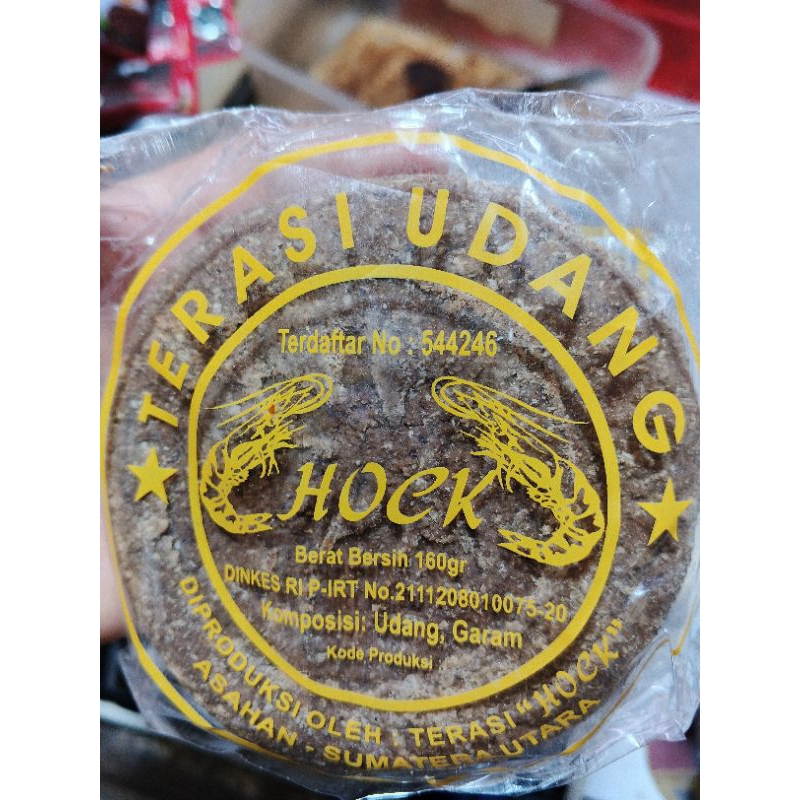 TERASI UDANG
Terdaftar No : 544246
HOCK
Berat Bersih 160gr
DINKES RI P-IRT No.2111208010075-20
Komposisi: Udang, Garam
Kode Produksi :
DIPRODUKSI OLEH : TERASI "HOCK"
ASAHAN - SUMATERA UTARA